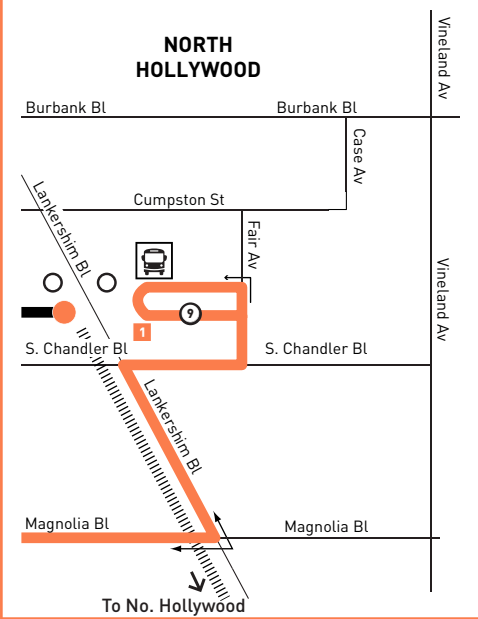 NORTH
HOLLYWOOD
Vineland Av
Burbank Bl
Burbank Bl
Case Av
Lankershim Bl
Cumpston St
Fair Av
Vineland Av
9
1
S. Chandler Bl
S. Chandler Bl
Lankershim Bl
Magnolia Bl
Magnolia Bl
To No. Hollywood